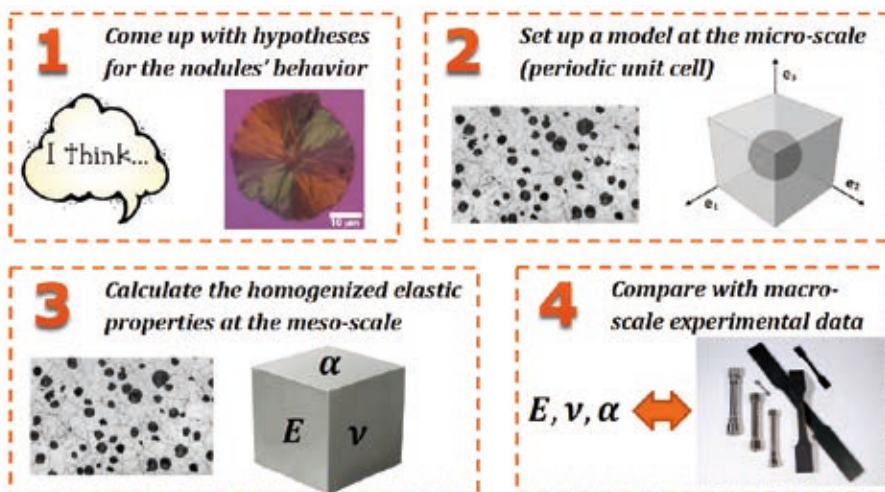 1
Come up with hypotheses
for the nodules' behavior
I think...
10 µm
2
Set up a model at the micro-scale
(periodic unit cell)
e₃
e₁
e₂
3
Calculate the homogenized elastic
properties at the meso-scale
α
E
ν
4
Compare with macro-
scale experimental data
E, ν, α